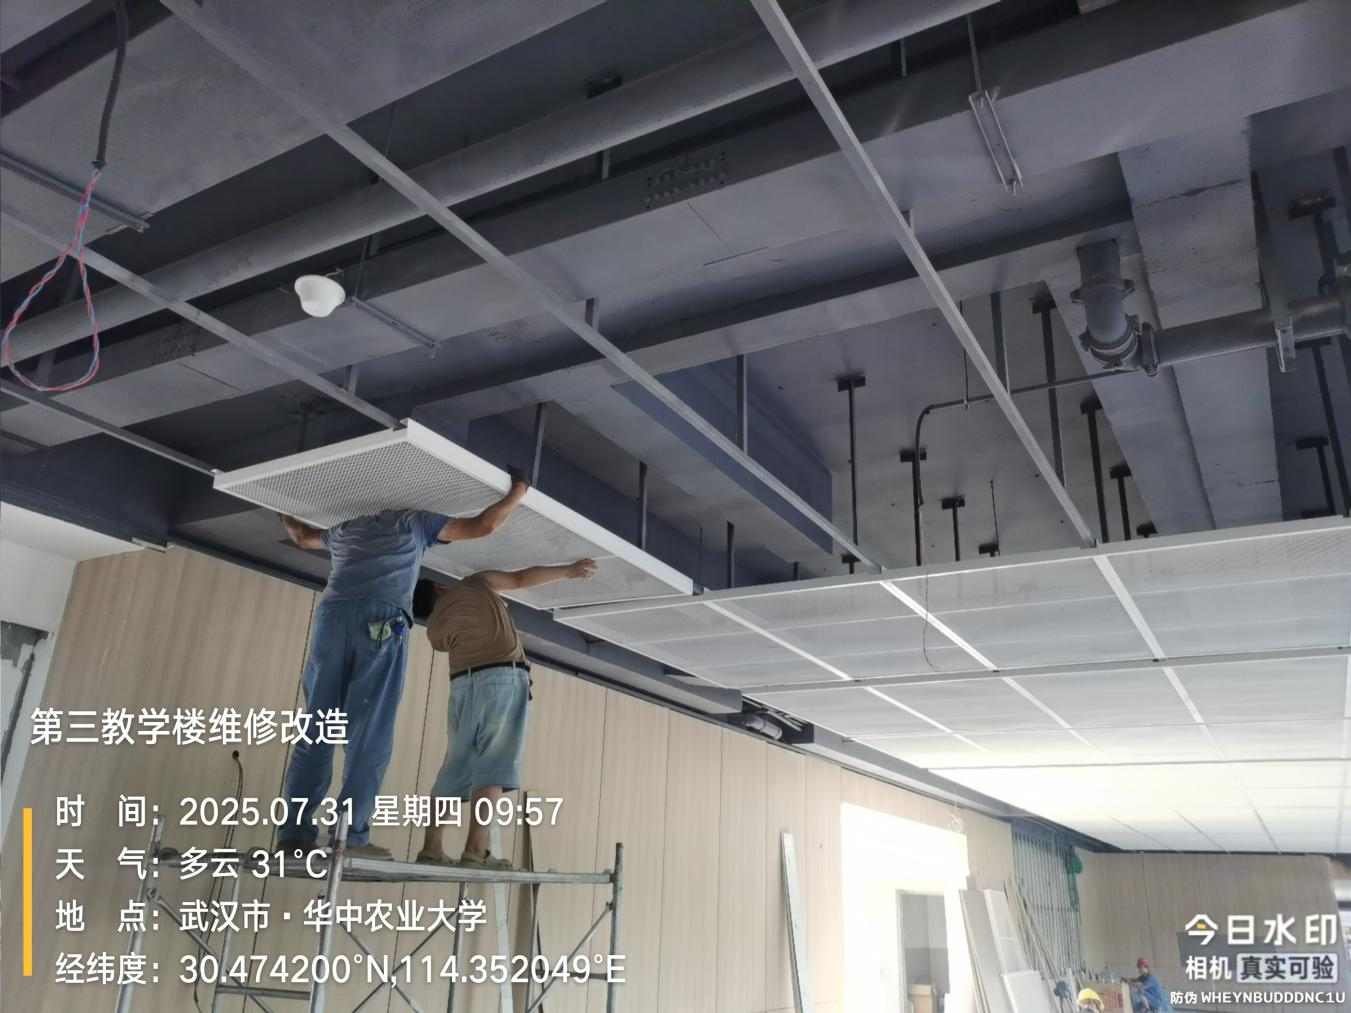 第三教学楼维修改造
时 间：2025.07.31 星期四 09:57
天 气：多云 31°C
地 点：武汉市·华中农业大学
经纬度：30.474200°N,114.352049°E
今日水印
相机 真实可验
防伪 WHEYNBUDDDNC1U